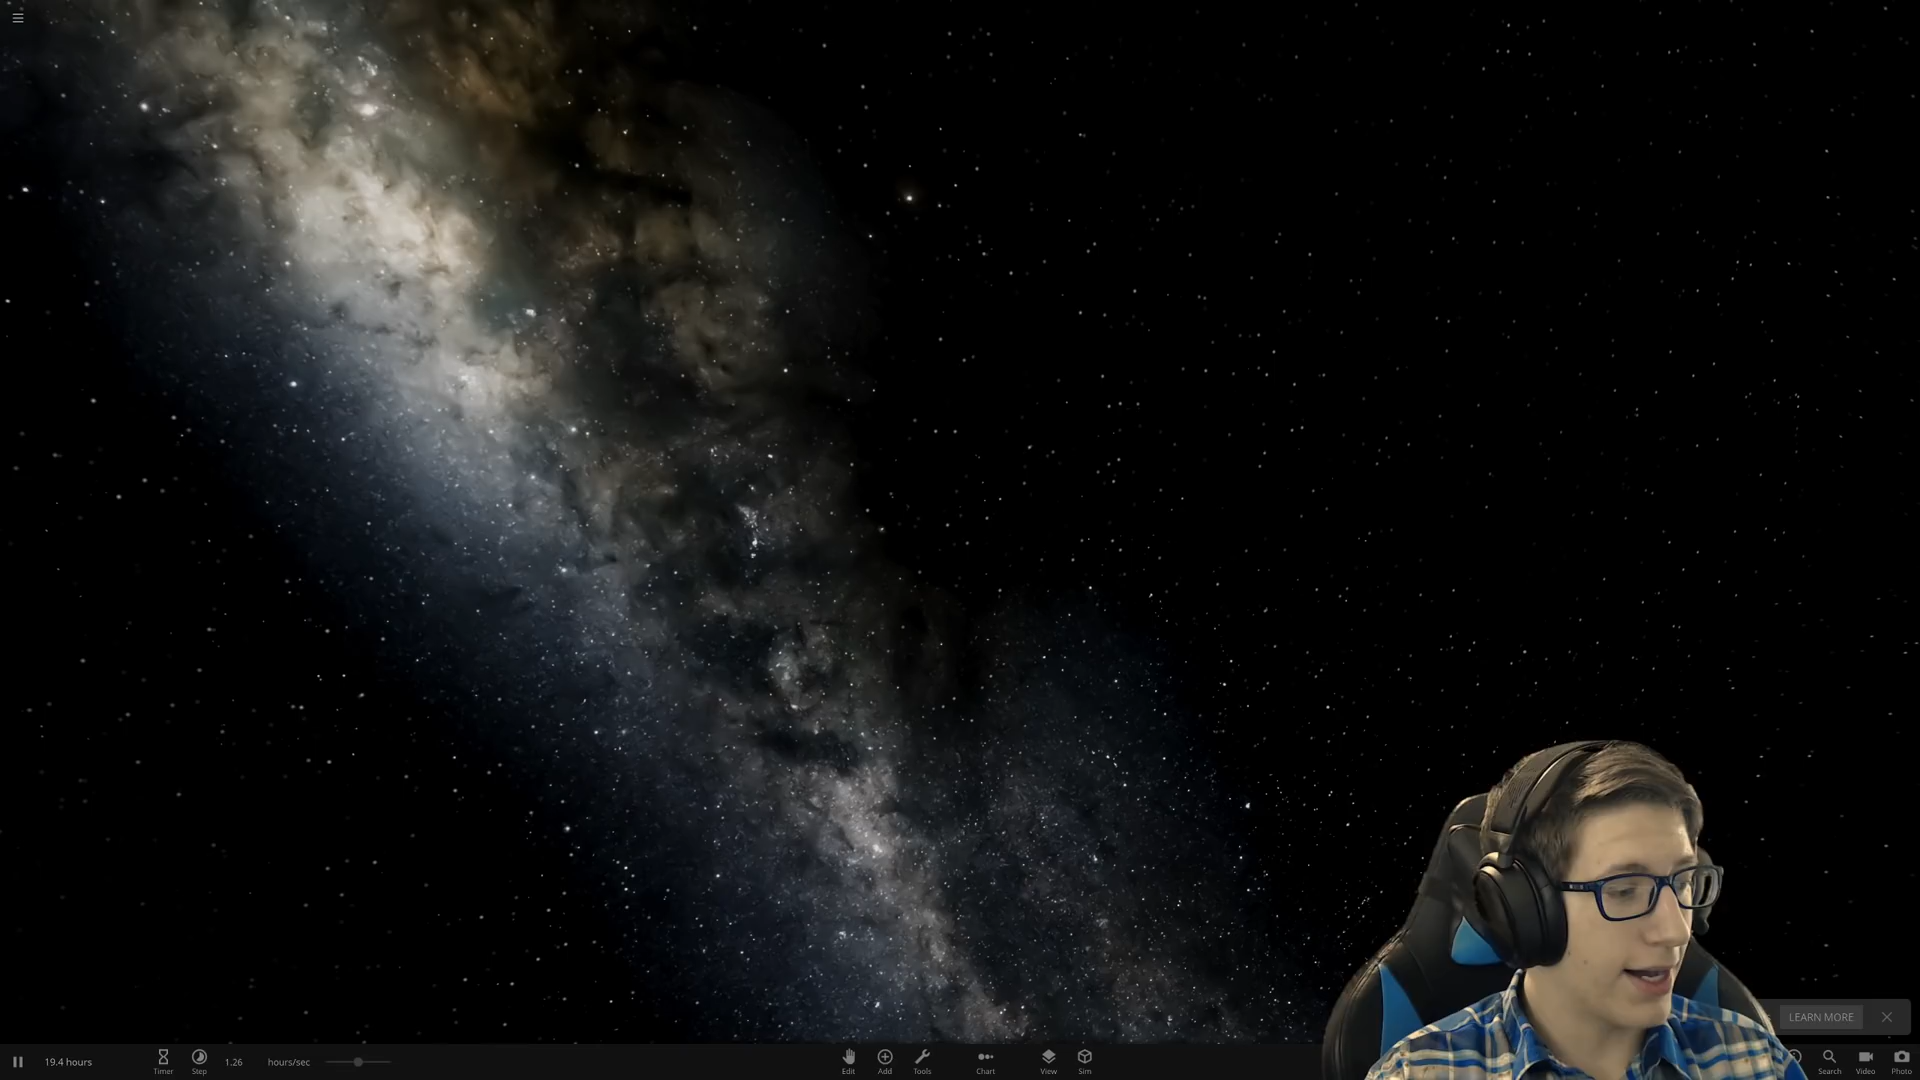 LEARN MORE
19.4 hours
Timer
Step
1.26
hours/sec
Edit
Add
Tools
Chart
View
Sim
Search
Video
Photo